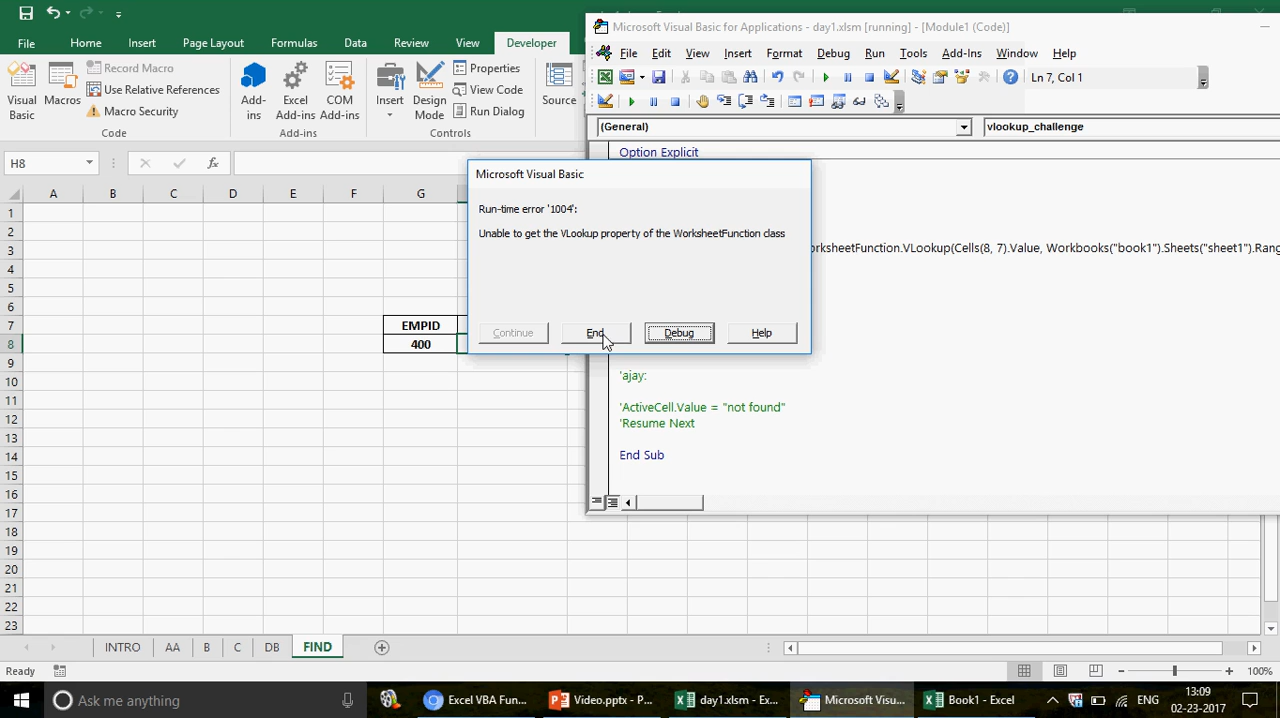 Microsoft Visual Basic for Applications - day1.xlsm [running] - [Module1 (Code)]
File Home Insert Page Layout Formulas Data Review View Developer
File Edit View Insert Format Debug Run Tools Add-Ins Window Help
Ln 7, Col 1
Visual Basic
Macros
Record Macro
Use Relative References
Macro Security
Code
Add-ins
Excel Add-ins
COM Add-ins
Add-ins
Insert
Design Mode
Properties
View Code
Run Dialog
Controls
Source
(General)
vlookup_challenge
H8
fx
A B C D E F G
1
2
3
4
5
6
7 EMPID
8 400
9
10
11
12
13
14
15
16
17
18
19
20
21
22
23
Option Explicit
orksheetFunction.VLookup(Cells(8, 7).Value, Workbooks("book1").Sheets("sheet1").Rang
'ajay:
'ActiveCell.Value = "not found"
'Resume Next
End Sub
Microsoft Visual Basic
Run-time error '1004':
Unable to get the VLookup property of the WorksheetFunction class
Continue End Debug Help
INTRO AA B C DB FIND
Ready
100%
Ask me anything
Excel VBA Fun...
Video.pptx - P...
day1.xlsm - Ex...
Microsoft Visu...
Book1 - Excel
ENG
13:09
02-23-2017